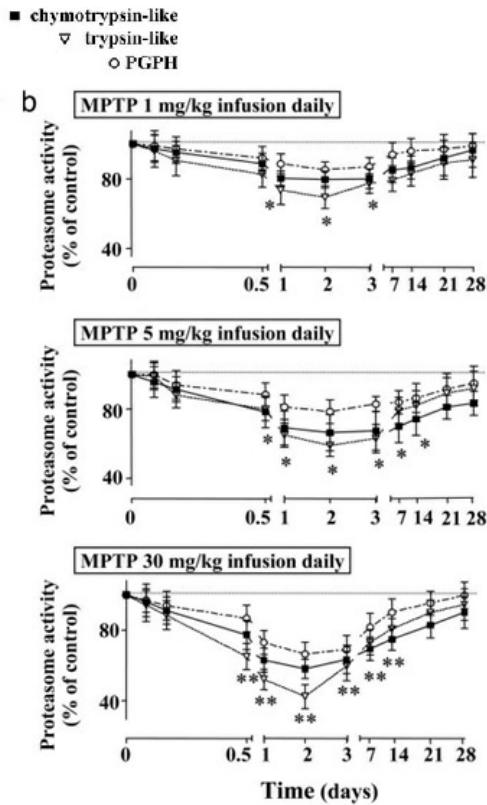 ■ chymotrypsin-like
▽ trypsin-like
○ PGPH
b
MPTP 1 mg/kg infusion daily
Proteasome activity
(% of control)
80
40
* * *
0 0.5 1 2 3 7 14 21 28
MPTP 5 mg/kg infusion daily
Proteasome activity
(% of control)
80
40
* * * * * *
0 0.5 1 2 3 7 14 21 28
MPTP 30 mg/kg infusion daily
Proteasome activity
(% of control)
80
40
** ** ** ** ** **
0 0.5 1 2 3 7 14 21 28
Time (days)